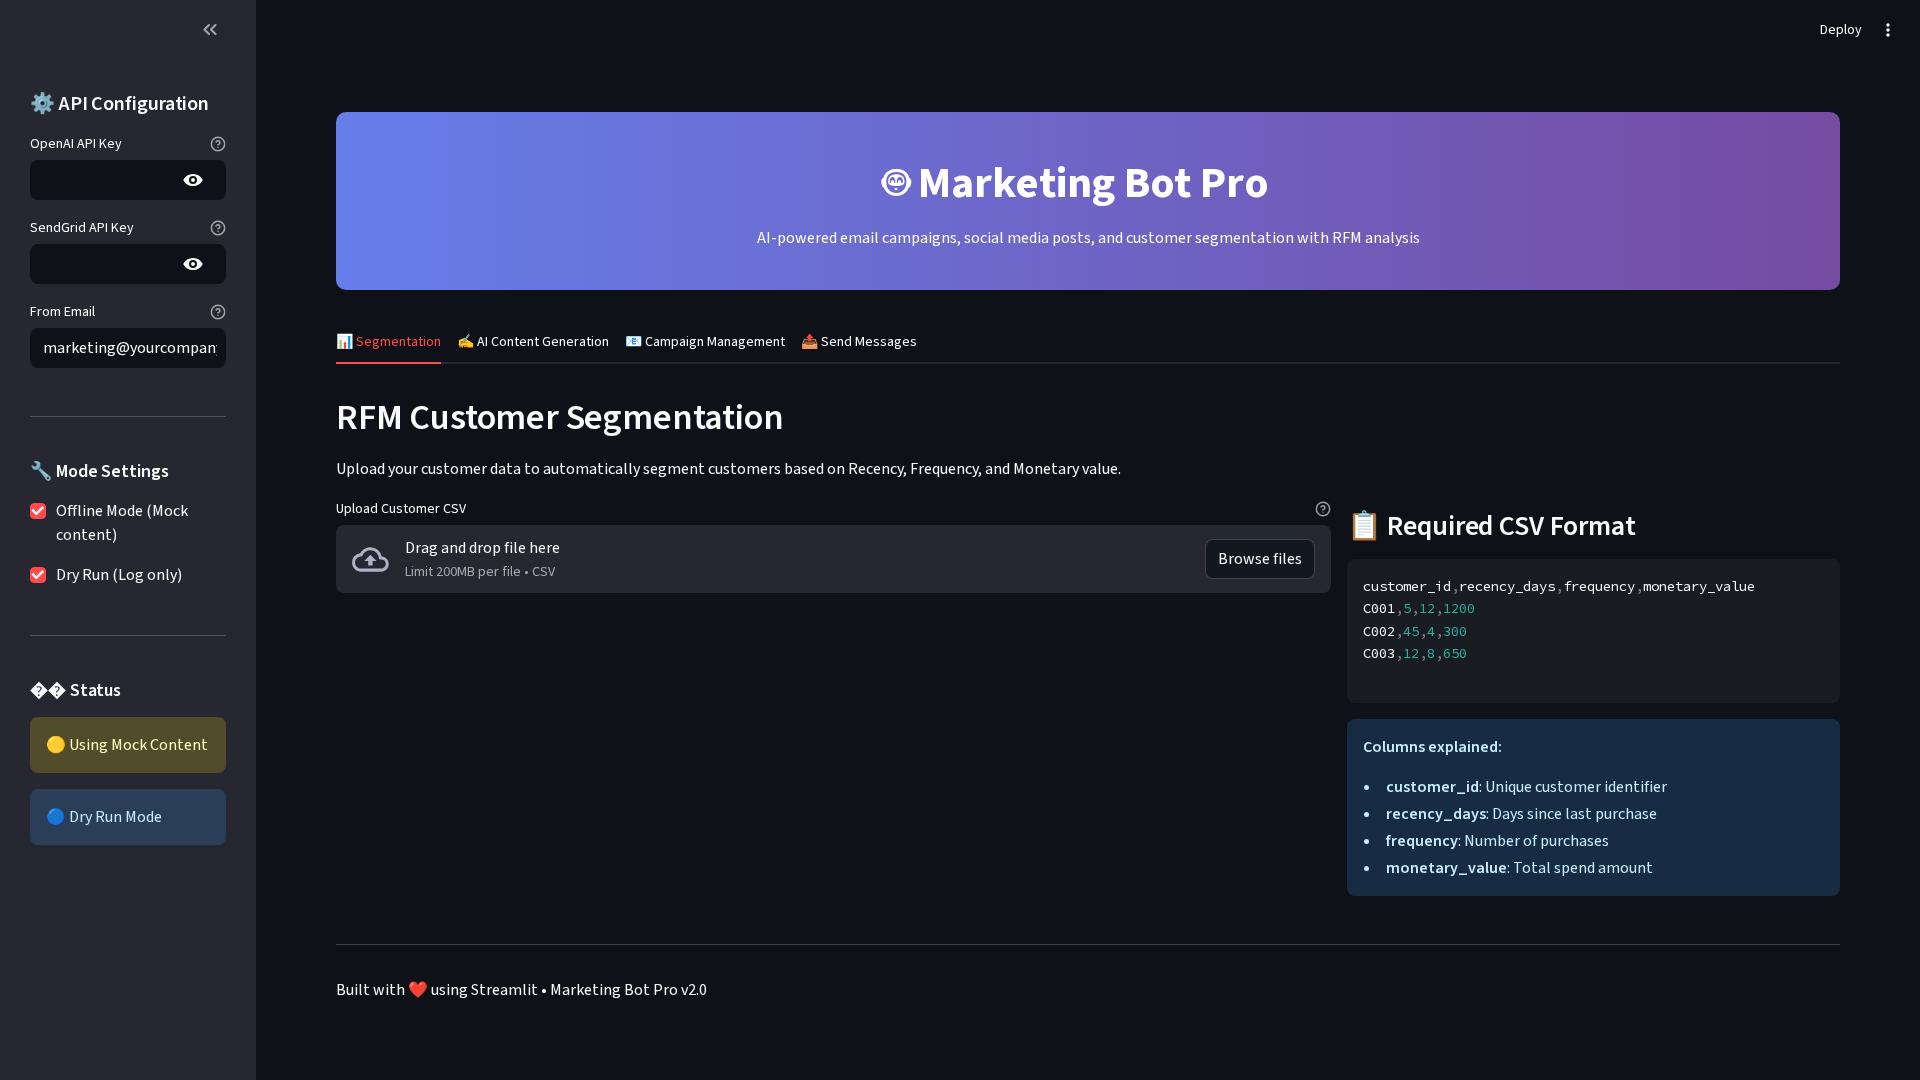 Deploy
⚙️ API Configuration
OpenAI API Key
SendGrid API Key
From Email
marketing@yourcompany
🔧 Mode Settings
Offline Mode (Mock
content)
Dry Run (Log only)
�� Status
🟡 Using Mock Content
🔵 Dry Run Mode
Marketing Bot Pro
AI-powered email campaigns, social media posts, and customer segmentation with RFM analysis
📊 Segmentation
✍️ AI Content Generation
📧 Campaign Management
📤 Send Messages
RFM Customer Segmentation
Upload your customer data to automatically segment customers based on Recency, Frequency, and Monetary value.
Upload Customer CSV
Drag and drop file here
Limit 200MB per file • CSV
Browse files
📋 Required CSV Format
customer_id,recency_days,frequency,monetary_value
C001,5,12,1200
C002,45,4,300
C003,12,8,650
Columns explained:
• customer_id: Unique customer identifier
• recency_days: Days since last purchase
• frequency: Number of purchases
• monetary_value: Total spend amount
Built with ❤️ using Streamlit • Marketing Bot Pro v2.0